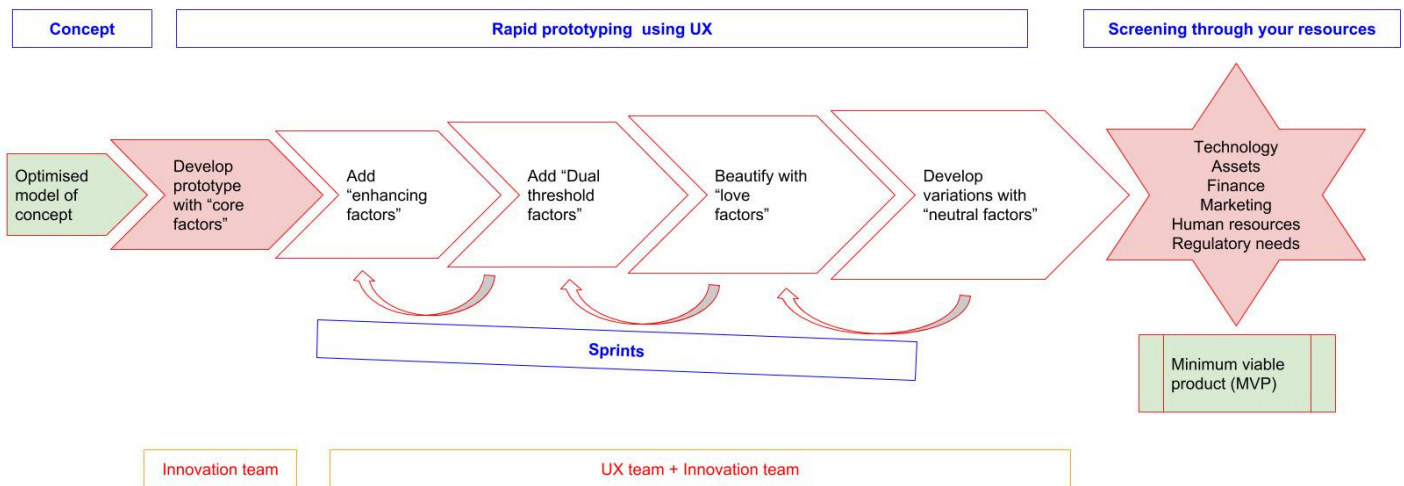 Concept
Rapid prototyping using UX
Screening through your resources
Optimised
model of
concept
Develop
prototype
with “core
factors”
Add
“enhancing
factors”
Add “Dual
threshold
factors”
Beautify with
“love
factors”
Develop
variations with
“neutral factors”
Technology
Assets
Finance
Marketing
Human resources
Regulatory needs
Sprints
Minimum viable
product (MVP)
Innovation team
UX team + Innovation team